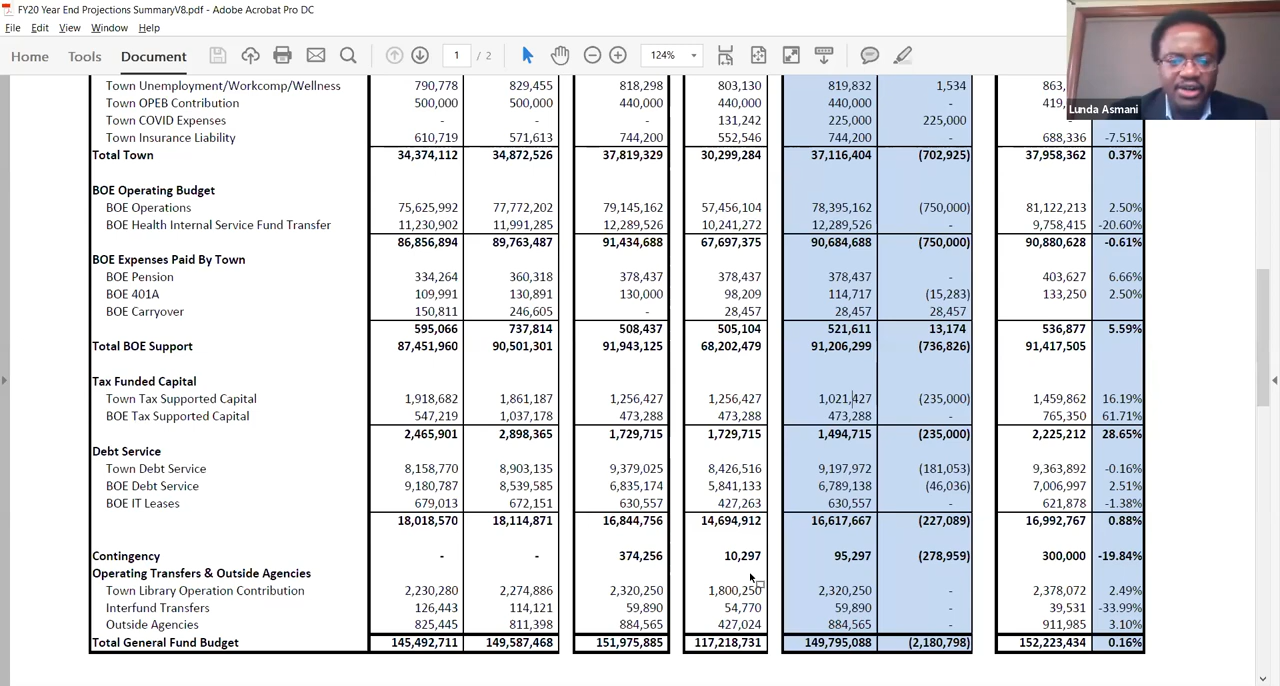 FY20 Year End Projections SummaryV8.pdf - Adobe Acrobat Pro DC
File Edit View Window Help
Home Tools Document 1 / 2 124%
Lunda Asmani
Town Unemployment/Workcomp/Wellness 790,778 829,455 818,298 803,130 819,832 1,534 863,
Town OPEB Contribution 500,000 500,000 440,000 440,000 440,000 - 419,
Town COVID Expenses - - - 131,242 225,000 225,000 -
Town Insurance Liability 610,719 571,613 744,200 552,546 744,200 - 688,336 -7.51%
Total Town 34,374,112 34,872,526 37,819,329 30,299,284 37,116,404 (702,925) 37,958,362 0.37%
BOE Operating Budget
BOE Operations 75,625,992 77,772,202 79,145,162 57,456,104 78,395,162 (750,000) 81,122,213 2.50%
BOE Health Internal Service Fund Transfer 11,230,902 11,991,285 12,289,526 10,241,272 12,289,526 - 9,758,415 -20.60%
86,856,894 89,763,487 91,434,688 67,697,375 90,684,688 (750,000) 90,880,628 -0.61%
BOE Expenses Paid By Town
BOE Pension 334,264 360,318 378,437 378,437 378,437 - 403,627 6.66%
BOE 401A 109,991 130,891 130,000 98,209 114,717 (15,283) 133,250 2.50%
BOE Carryover 150,811 246,605 - 28,457 28,457 28,457
595,066 737,814 508,437 505,104 521,611 13,174 536,877 5.59%
Total BOE Support 87,451,960 90,501,301 91,943,125 68,202,479 91,206,299 (736,826) 91,417,505
Tax Funded Capital
Town Tax Supported Capital 1,918,682 1,861,187 1,256,427 1,256,427 1,021,427 (235,000) 1,459,862 16.19%
BOE Tax Supported Capital 547,219 1,037,178 473,288 473,288 473,288 - 765,350 61.71%
2,465,901 2,898,365 1,729,715 1,729,715 1,494,715 (235,000) 2,225,212 28.65%
Debt Service
Town Debt Service 8,158,770 8,903,135 9,379,025 8,426,516 9,197,972 (181,053) 9,363,892 -0.16%
BOE Debt Service 9,180,787 8,539,585 6,835,174 5,841,133 6,789,138 (46,036) 7,006,997 2.51%
BOE IT Leases 679,013 672,151 630,557 427,263 630,557 - 621,878 -1.38%
18,018,570 18,114,871 16,844,756 14,694,912 16,617,667 (227,089) 16,992,767 0.88%
Contingency - - 374,256 10,297 95,297 (278,959) 300,000 -19.84%
Operating Transfers & Outside Agencies
Town Library Operation Contribution 2,230,280 2,274,886 2,320,250 1,800,250 2,320,250 - 2,378,072 2.49%
Interfund Transfers 126,443 114,121 59,890 54,770 59,890 - 39,531 -33.99%
Outside Agencies 825,445 811,398 884,565 427,024 884,565 - 911,985 3.10%
Total General Fund Budget 145,492,711 149,587,468 151,975,885 117,218,731 149,795,088 (2,180,798) 152,223,434 0.16%